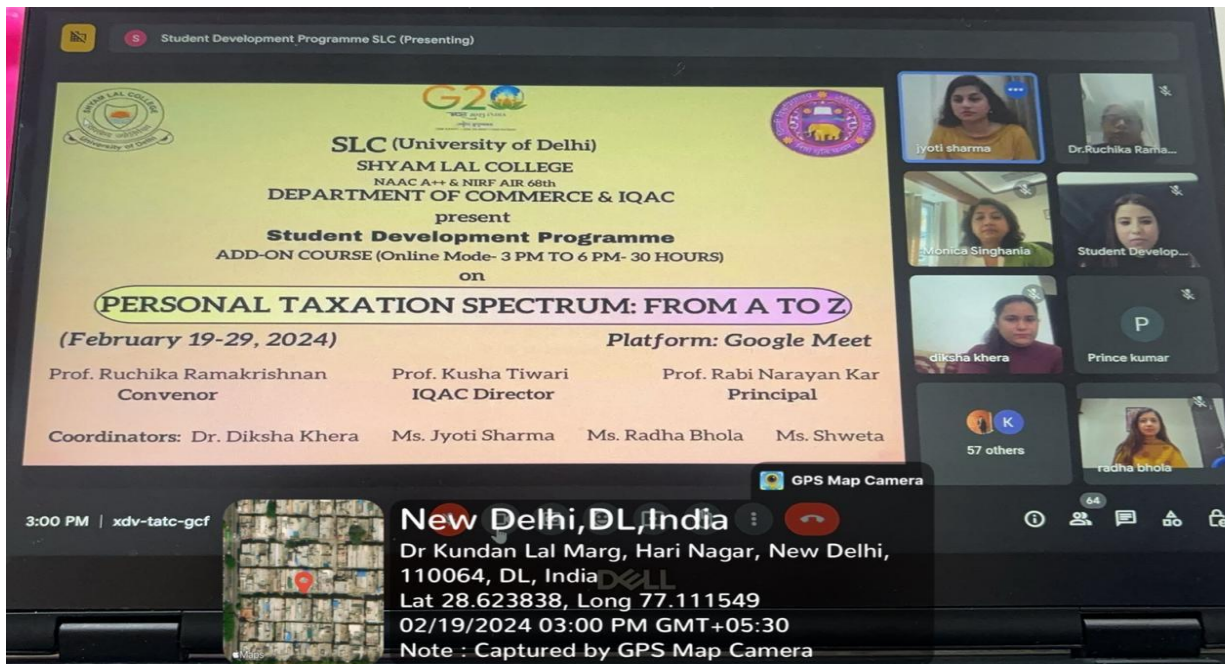 S Student Development Programme SLC (Presenting)
SHYAM LAL COLLEGE
University of Delhi
G20
SLC (University of Delhi)
SHYAM LAL COLLEGE
NAAC A++ & NIRF AIR 68th
DEPARTMENT OF COMMERCE & IQAC
present
Student Development Programme
ADD-ON COURSE (Online Mode- 3 PM TO 6 PM- 30 HOURS)
on
PERSONAL TAXATION SPECTRUM: FROM A TO Z
(February 19-29, 2024) Platform: Google Meet
Prof. Ruchika Ramakrishnan Prof. Kusha Tiwari Prof. Rabi Narayan Kar
Convenor IQAC Director Principal
Coordinators: Dr. Diksha Khera Ms. Jyoti Sharma Ms. Radha Bhola Ms. Shweta
jyoti sharma Dr.Ruchika Rama...
Monica Singhania Student Develop...
diksha khera P Prince kumar
K
57 others radha bhola
64
3:00 PM | xdv-tatc-gcf
GPS Map Camera
New Delhi,DL,India
Dr Kundan Lal Marg, Hari Nagar, New Delhi,
110064, DL, India
DELL
Lat 28.623838, Long 77.111549
02/19/2024 03:00 PM GMT+05:30
Note : Captured by GPS Map Camera
Maps